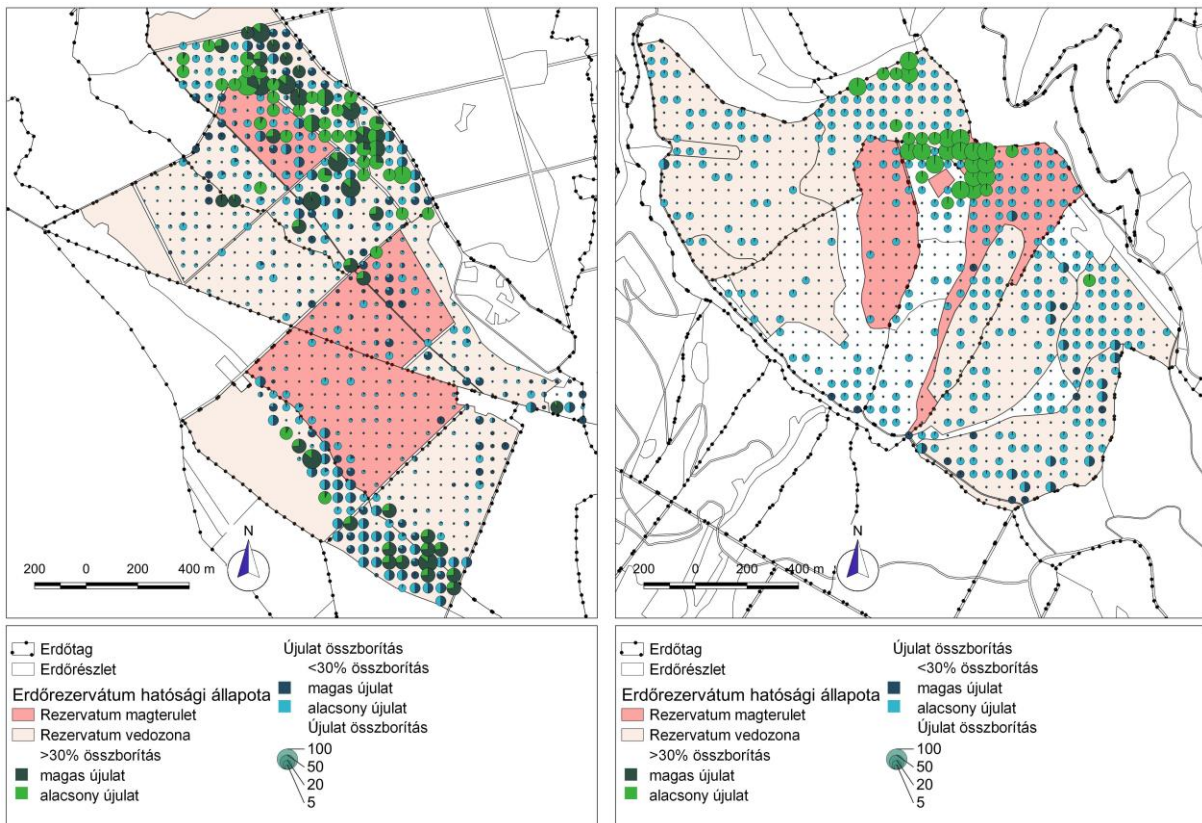 N
200 0 200 400 m
N
200 0 200 400 m
Erdőtag
Erdőrészlet
Erdőrezervátum hatósági állapota
Rezervatum magterulet
Rezervatum vedozona
>30% összborítás
magas újulat
alacsony újulat
Újulat összborítás
<30% összborítás
magas újulat
alacsony újulat
Újulat összborítás
100
50
20
5
Erdőtag
Erdőrészlet
Erdőrezervátum hatósági állapota
Rezervatum magterulet
Rezervatum vedozona
>30% összborítás
magas újulat
alacsony újulat
Újulat összborítás
<30% összborítás
magas újulat
alacsony újulat
Újulat összborítás
100
50
20
5